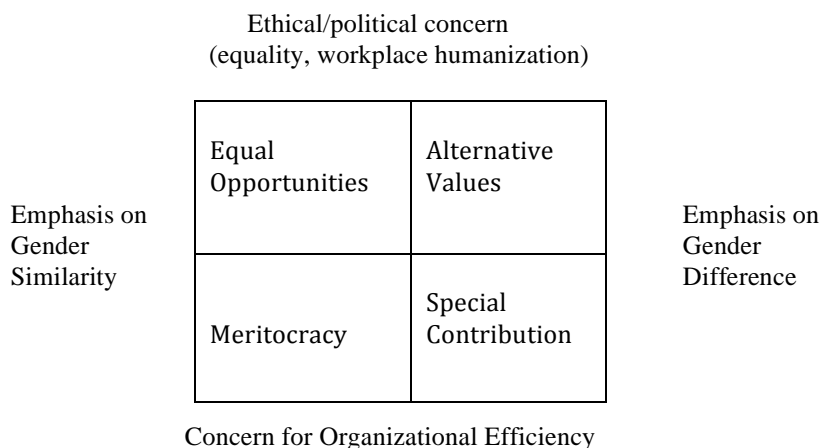 Ethical/political concern
(equality, workplace humanization)
Equal
Opportunities
Alternative
Values
Emphasis on
Gender
Similarity
Emphasis on
Gender
Difference
Meritocracy
Special
Contribution
Concern for Organizational Efficiency